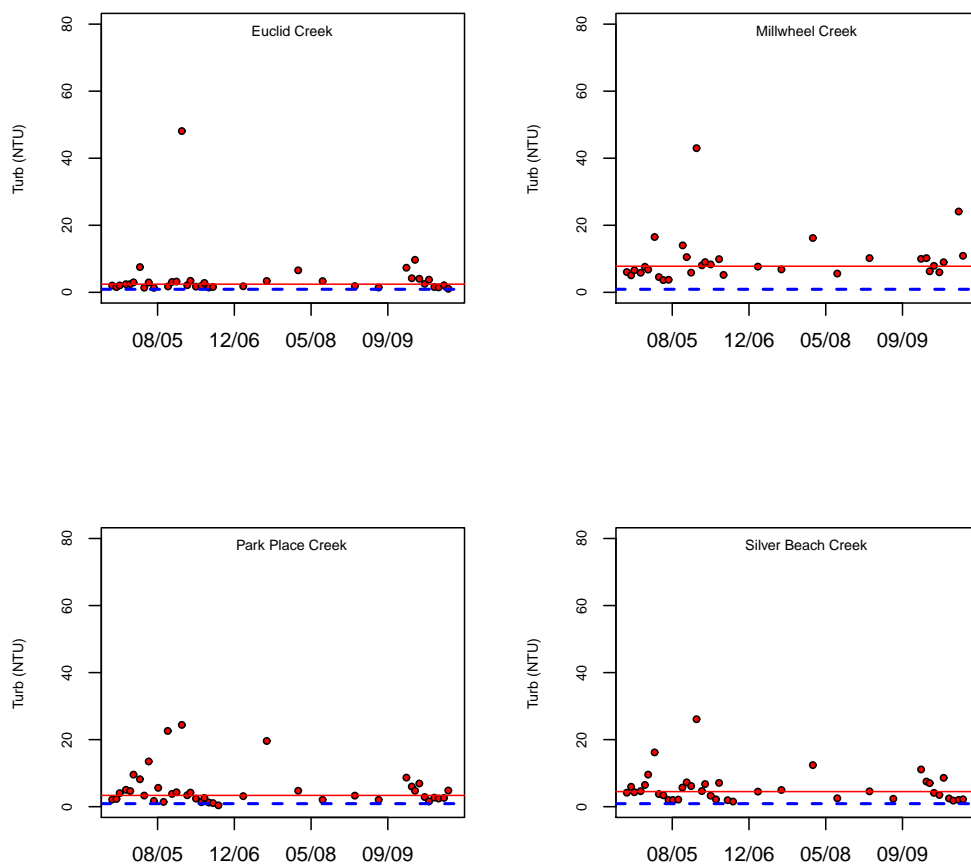 Euclid Creek
Turb (NTU)
0 20 40 60 80
08/05 12/06 05/08 09/09
Millwheel Creek
Turb (NTU)
0 20 40 60 80
08/05 12/06 05/08 09/09
Park Place Creek
Turb (NTU)
0 20 40 60 80
08/05 12/06 05/08 09/09
Silver Beach Creek
Turb (NTU)
0 20 40 60 80
08/05 12/06 05/08 09/09